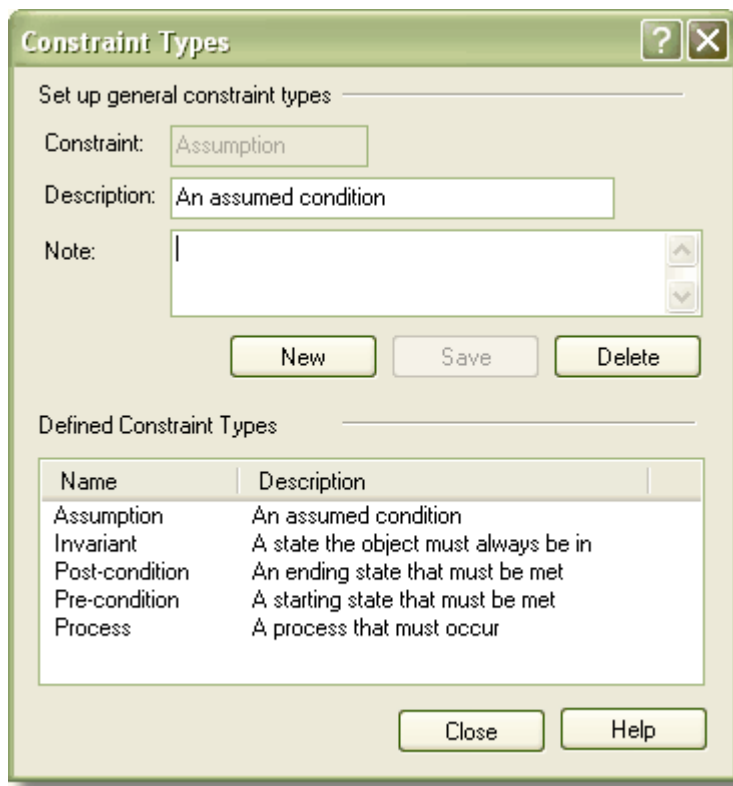 Constraint Types
Set up general constraint types
Constraint: Assumption
Description: An assumed condition
Note:
New Save Delete
Defined Constraint Types
Name Description
Assumption An assumed condition
Invariant A state the object must always be in
Post-condition An ending state that must be met
Pre-condition A starting state that must be met
Process A process that must occur
Close Help